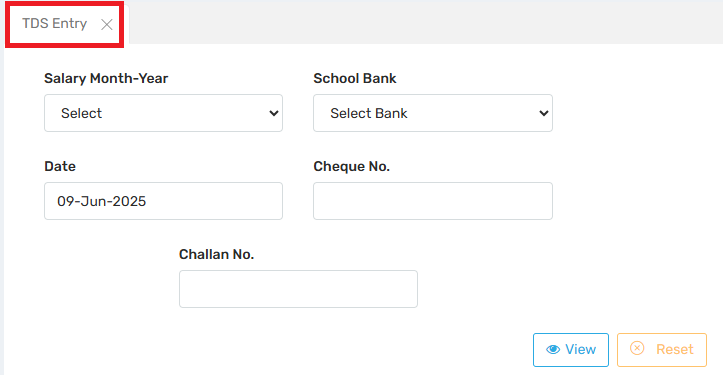 TDS Entry
Salary Month-Year School Bank
Select Select Bank
Date Cheque No.
09-Jun-2025
Challan No.
View Reset